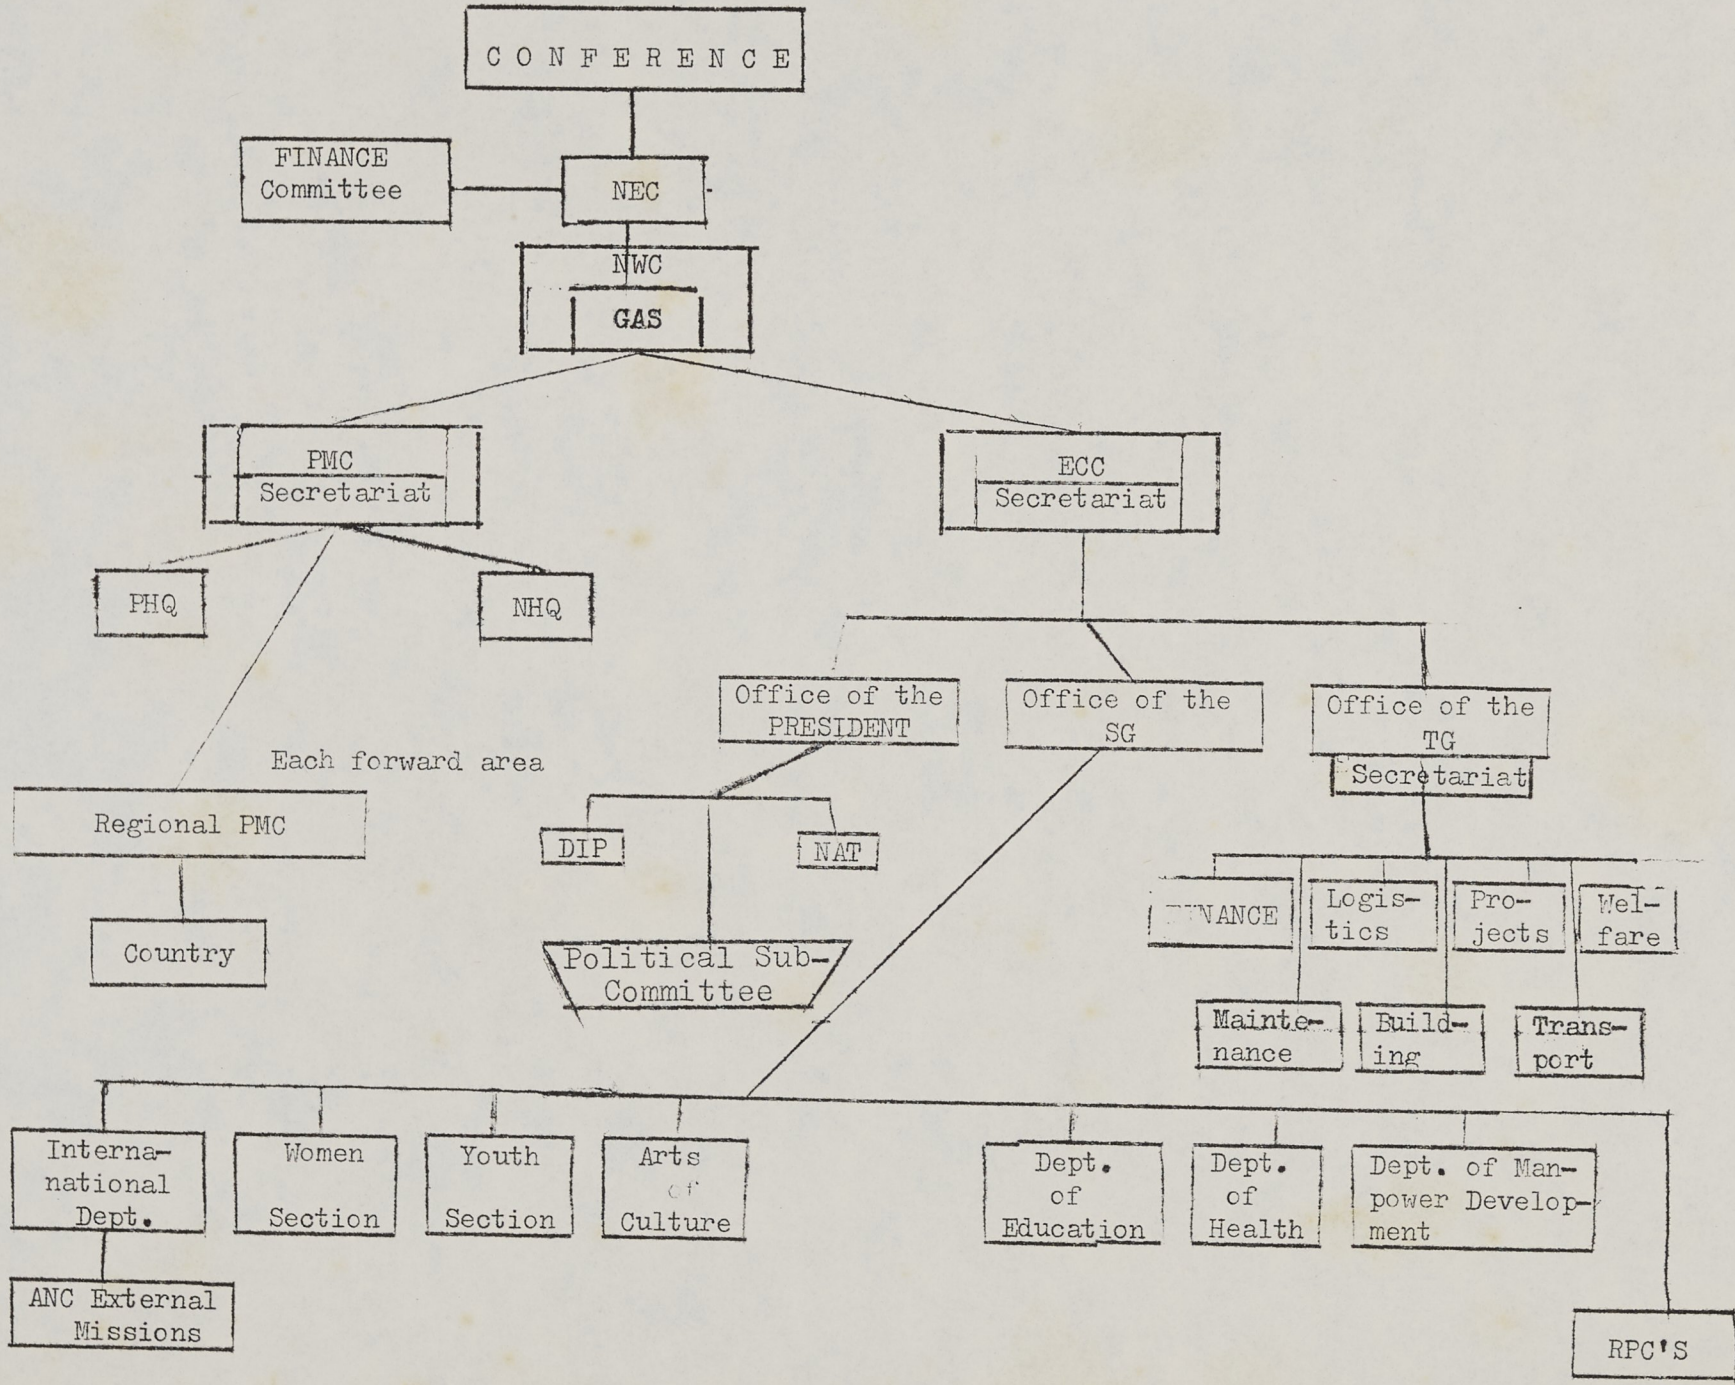 C O N F E R E N C E
FINANCE
Committee
NEC
NWC
GAS
PMC
Secretariat
ECC
Secretariat
PHQ
NHQ
Office of the
PRESIDENT
Office of the
SG
Office of the
TG
Secretariat
Each forward area
Regional PMC
Country
DIP
NAT
Political Sub-
Committee
FINANCE
Logis-
tics
Pro-
jects
Wel-
fare
Mainte-
nance
Build-
ing
Trans-
port
Interna-
national
Dept.
Women
Section
Youth
Section
Arts
of
Culture
Dept.
of
Education
Dept.
of
Health
Dept. of Man-
power Develop-
ment
ANC External
Missions
RPC'S